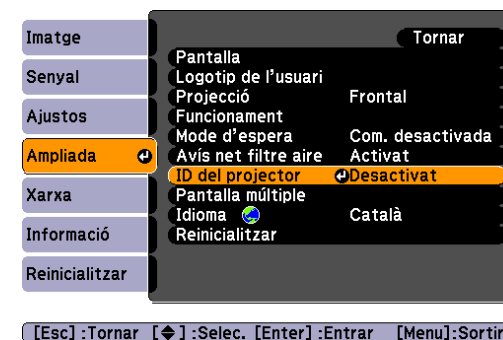 Imatge
Senyal
Ajustos
Ampliada
Xarxa
Informació
Reinicialitzar
Tornar
Pantalla
Logotip de l'usuari
Projecció Frontal
Funcionament
Mode d'espera Com. desactivada
Avís net filtre aire Activat
ID del projector Desactivat
Pantalla múltiple
Idioma Català
Reinicialitzar
[Esc] :Tornar [◆] :Selec. [Enter] :Entrar [Menu]:Sortir